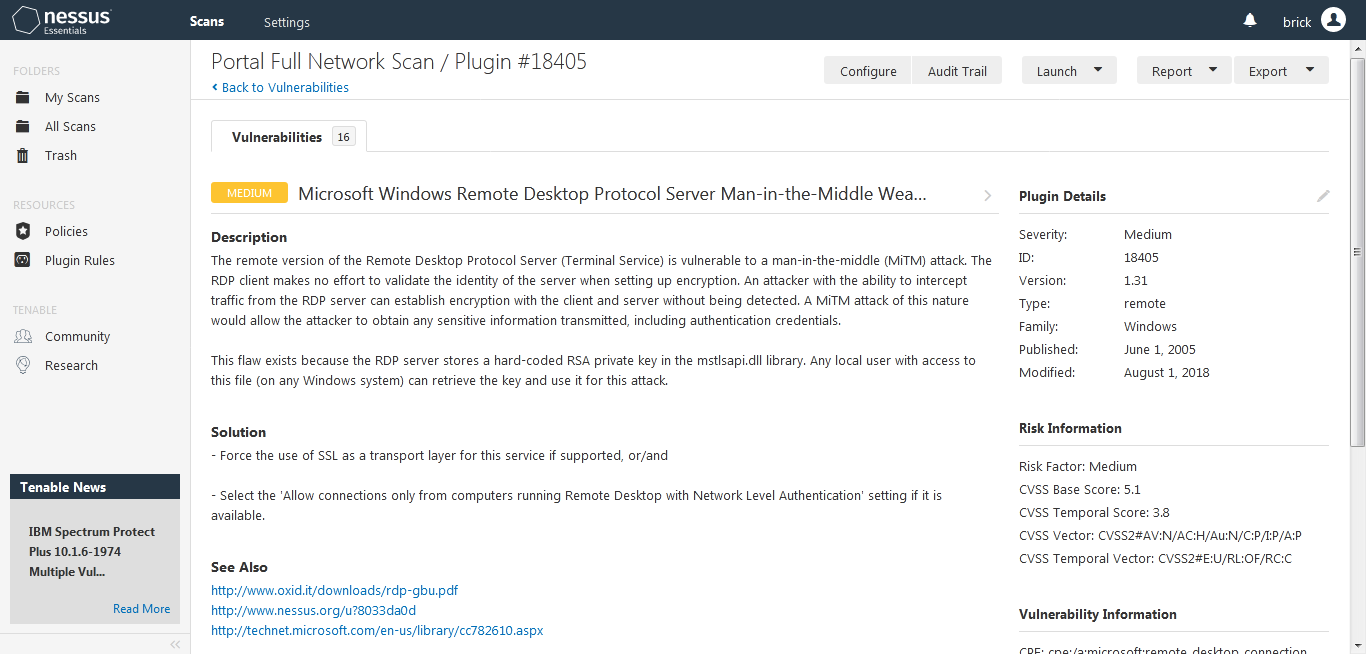 nessus
Essentials
Scans
Settings
brick
FOLDERS
My Scans
All Scans
Trash
RESOURCES
Policies
Plugin Rules
TENABLE
Community
Research
Tenable News
IBM Spectrum Protect
Plus 10.1.6-1974
Multiple Vul...
Read More
Portal Full Network Scan / Plugin #18405
Back to Vulnerabilities
Configure
Audit Trail
Launch
Report
Export
Vulnerabilities 16
MEDIUM Microsoft Windows Remote Desktop Protocol Server Man-in-the-Middle Wea...
Description
The remote version of the Remote Desktop Protocol Server (Terminal Service) is vulnerable to a man-in-the-middle (MiTM) attack. The
RDP client makes no effort to validate the identity of the server when setting up encryption. An attacker with the ability to intercept
traffic from the RDP server can establish encryption with the client and server without being detected. A MiTM attack of this nature
would allow the attacker to obtain any sensitive information transmitted, including authentication credentials.
This flaw exists because the RDP server stores a hard-coded RSA private key in the mstlsapi.dll library. Any local user with access to
this file (on any Windows system) can retrieve the key and use it for this attack.
Solution
- Force the use of SSL as a transport layer for this service if supported, or/and
- Select the 'Allow connections only from computers running Remote Desktop with Network Level Authentication' setting if it is
available.
See Also
http://www.oxid.it/downloads/rdp-gbu.pdf
http://www.nessus.org/u?8033da0d
http://technet.microsoft.com/en-us/library/cc782610.aspx
Plugin Details
Severity: Medium
ID: 18405
Version: 1.31
Type: remote
Family: Windows
Published: June 1, 2005
Modified: August 1, 2018
Risk Information
Risk Factor: Medium
CVSS Base Score: 5.1
CVSS Temporal Score: 3.8
CVSS Vector: CVSS2#AV:N/AC:H/Au:N/C:P/I:P/A:P
CVSS Temporal Vector: CVSS2#E:U/RL:OF/RC:C
Vulnerability Information
CPE: cpe:/a:microsoft:remote_desktop_connection